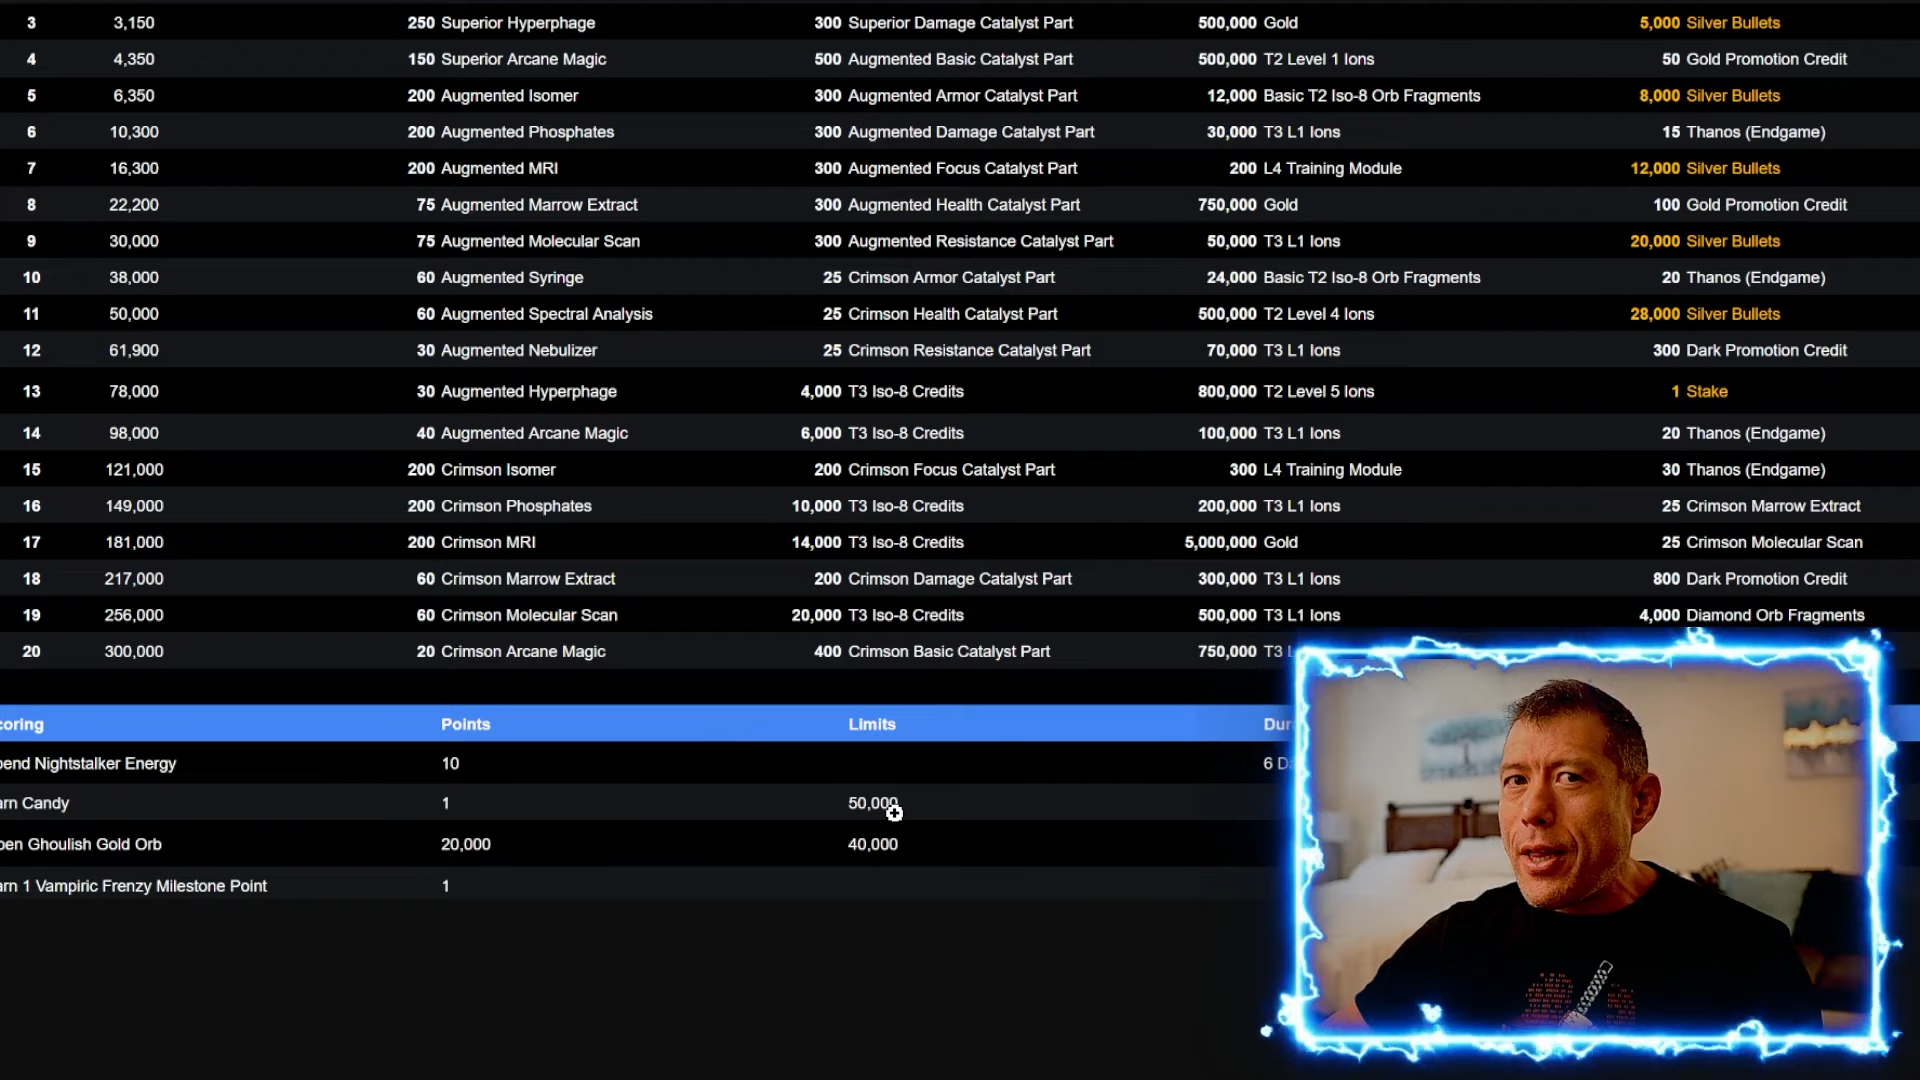 3 3,150 250 Superior Hyperphage 300 Superior Damage Catalyst Part 500,000 Gold 5,000 Silver Bullets
4 4,350 150 Superior Arcane Magic 500 Augmented Basic Catalyst Part 500,000 T2 Level 1 Ions 50 Gold Promotion Credit
5 6,350 200 Augmented Isomer 300 Augmented Armor Catalyst Part 12,000 Basic T2 Iso-8 Orb Fragments 8,000 Silver Bullets
6 10,300 200 Augmented Phosphates 300 Augmented Damage Catalyst Part 30,000 T3 L1 Ions 15 Thanos (Endgame)
7 16,300 200 Augmented MRI 300 Augmented Focus Catalyst Part 200 L4 Training Module 12,000 Silver Bullets
8 22,200 75 Augmented Marrow Extract 300 Augmented Health Catalyst Part 750,000 Gold 100 Gold Promotion Credit
9 30,000 75 Augmented Molecular Scan 300 Augmented Resistance Catalyst Part 50,000 T3 L1 Ions 20,000 Silver Bullets
10 38,000 60 Augmented Syringe 25 Crimson Armor Catalyst Part 24,000 Basic T2 Iso-8 Orb Fragments 20 Thanos (Endgame)
11 50,000 60 Augmented Spectral Analysis 25 Crimson Health Catalyst Part 500,000 T2 Level 4 Ions 28,000 Silver Bullets
12 61,900 30 Augmented Nebulizer 25 Crimson Resistance Catalyst Part 70,000 T3 L1 Ions 300 Dark Promotion Credit
13 78,000 30 Augmented Hyperphage 4,000 T3 Iso-8 Credits 800,000 T2 Level 5 Ions 1 Stake
14 98,000 40 Augmented Arcane Magic 6,000 T3 Iso-8 Credits 100,000 T3 L1 Ions 20 Thanos (Endgame)
15 121,000 200 Crimson Isomer 200 Crimson Focus Catalyst Part 300 L4 Training Module 30 Thanos (Endgame)
16 149,000 200 Crimson Phosphates 10,000 T3 Iso-8 Credits 200,000 T3 L1 Ions 25 Crimson Marrow Extract
17 181,000 200 Crimson MRI 14,000 T3 Iso-8 Credits 5,000,000 Gold 25 Crimson Molecular Scan
18 217,000 60 Crimson Marrow Extract 200 Crimson Damage Catalyst Part 300,000 T3 L1 Ions 800 Dark Promotion Credit
19 256,000 60 Crimson Molecular Scan 20,000 T3 Iso-8 Credits 500,000 T3 L1 Ions 4,000 Diamond Orb Fragments
20 300,000 20 Crimson Arcane Magic 400 Crimson Basic Catalyst Part 750,000 T3
coring Points Limits Dur
pend Nightstalker Energy 10 6 Da
arn Candy 1 50,000
pen Ghoulish Gold Orb 20,000 40,000
arn 1 Vampiric Frenzy Milestone Point 1